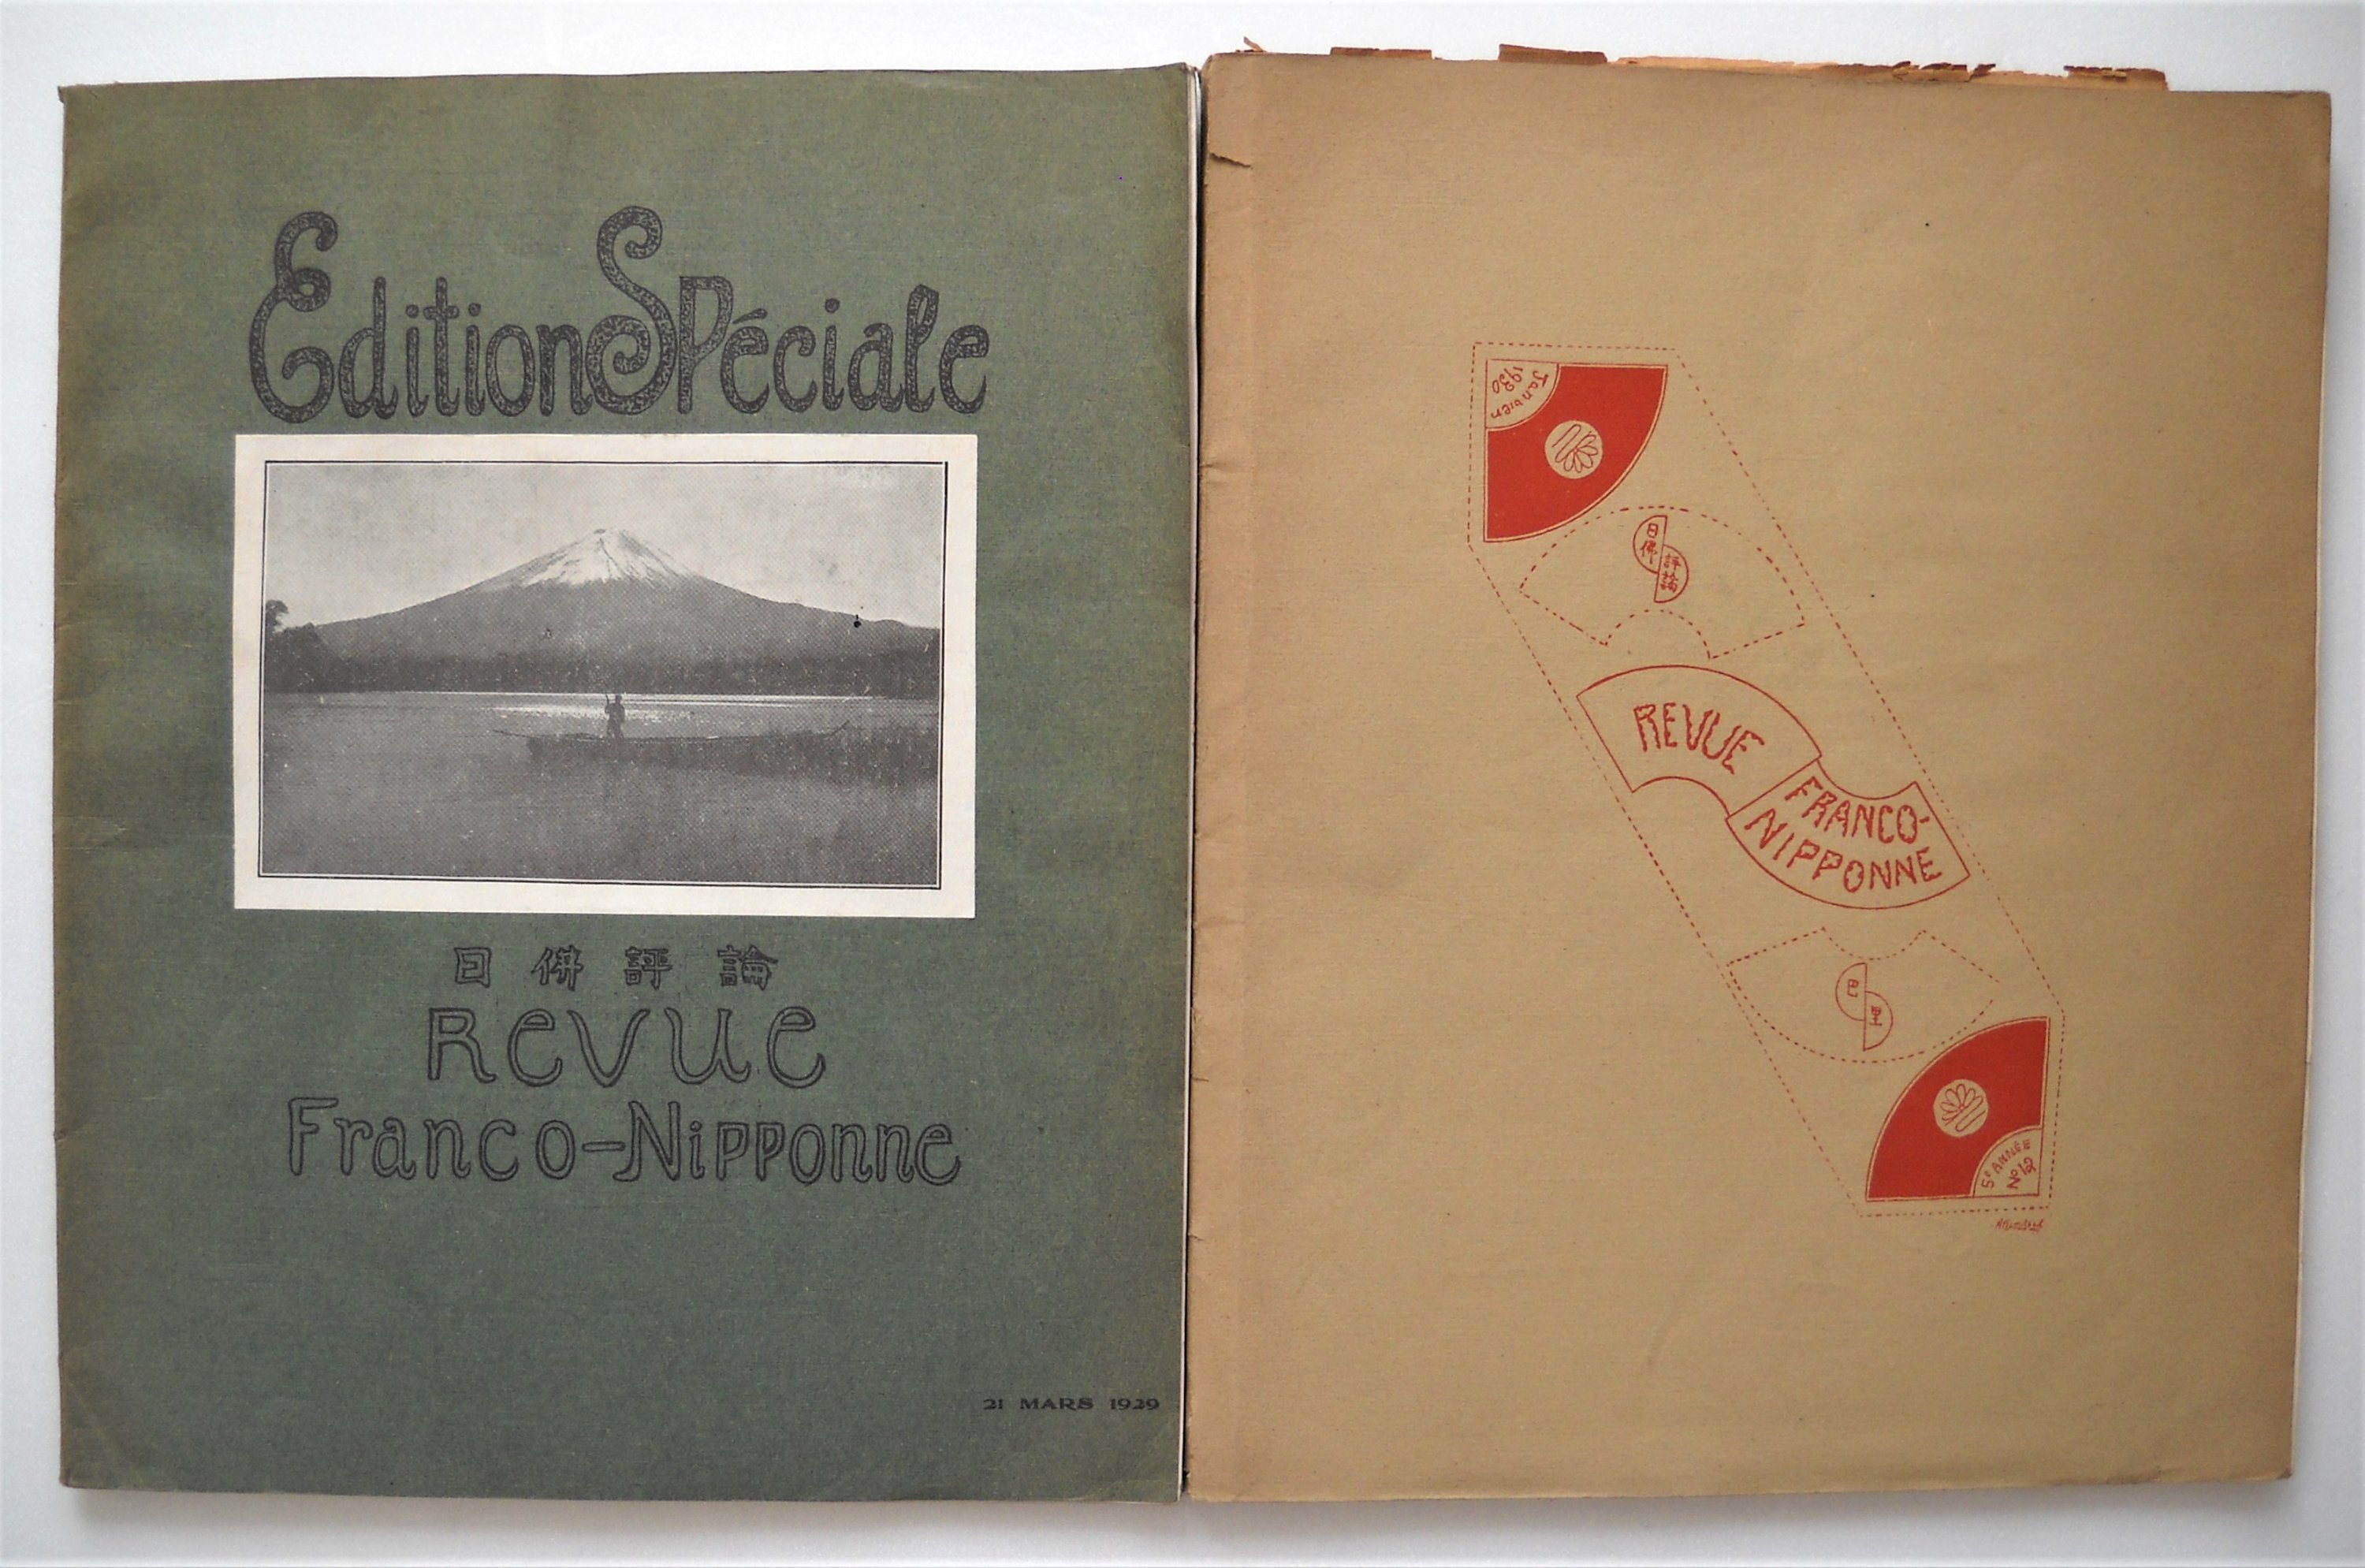 Edition Spéciale
日佛評論
Revue
Franco-Nipponne
21 MARS 1929
Janvier
1930
日佛
評論
REVUE
FRANCO-
NIPPONNE
巴
里
5e ANNÉE
No 12